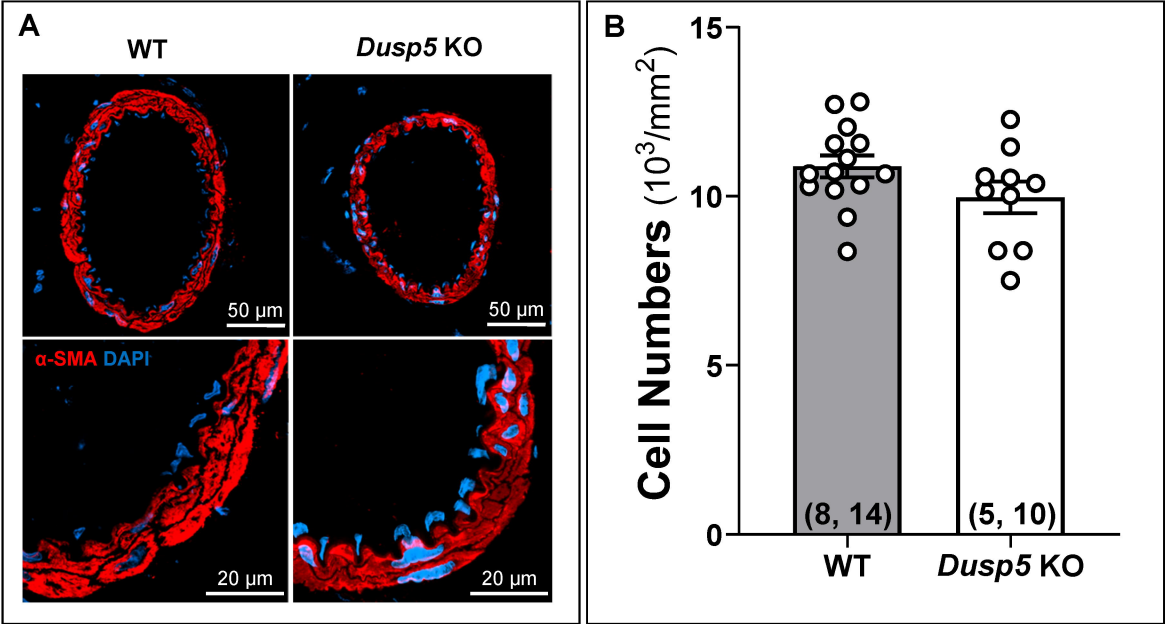 A
WT
Dusp5 KO
50 µm
50 µm
α-SMA DAPI
20 µm
20 µm
B
Cell Numbers (10³/mm²)
15
10
5
0
(8, 14)
(5, 10)
WT
Dusp5 KO